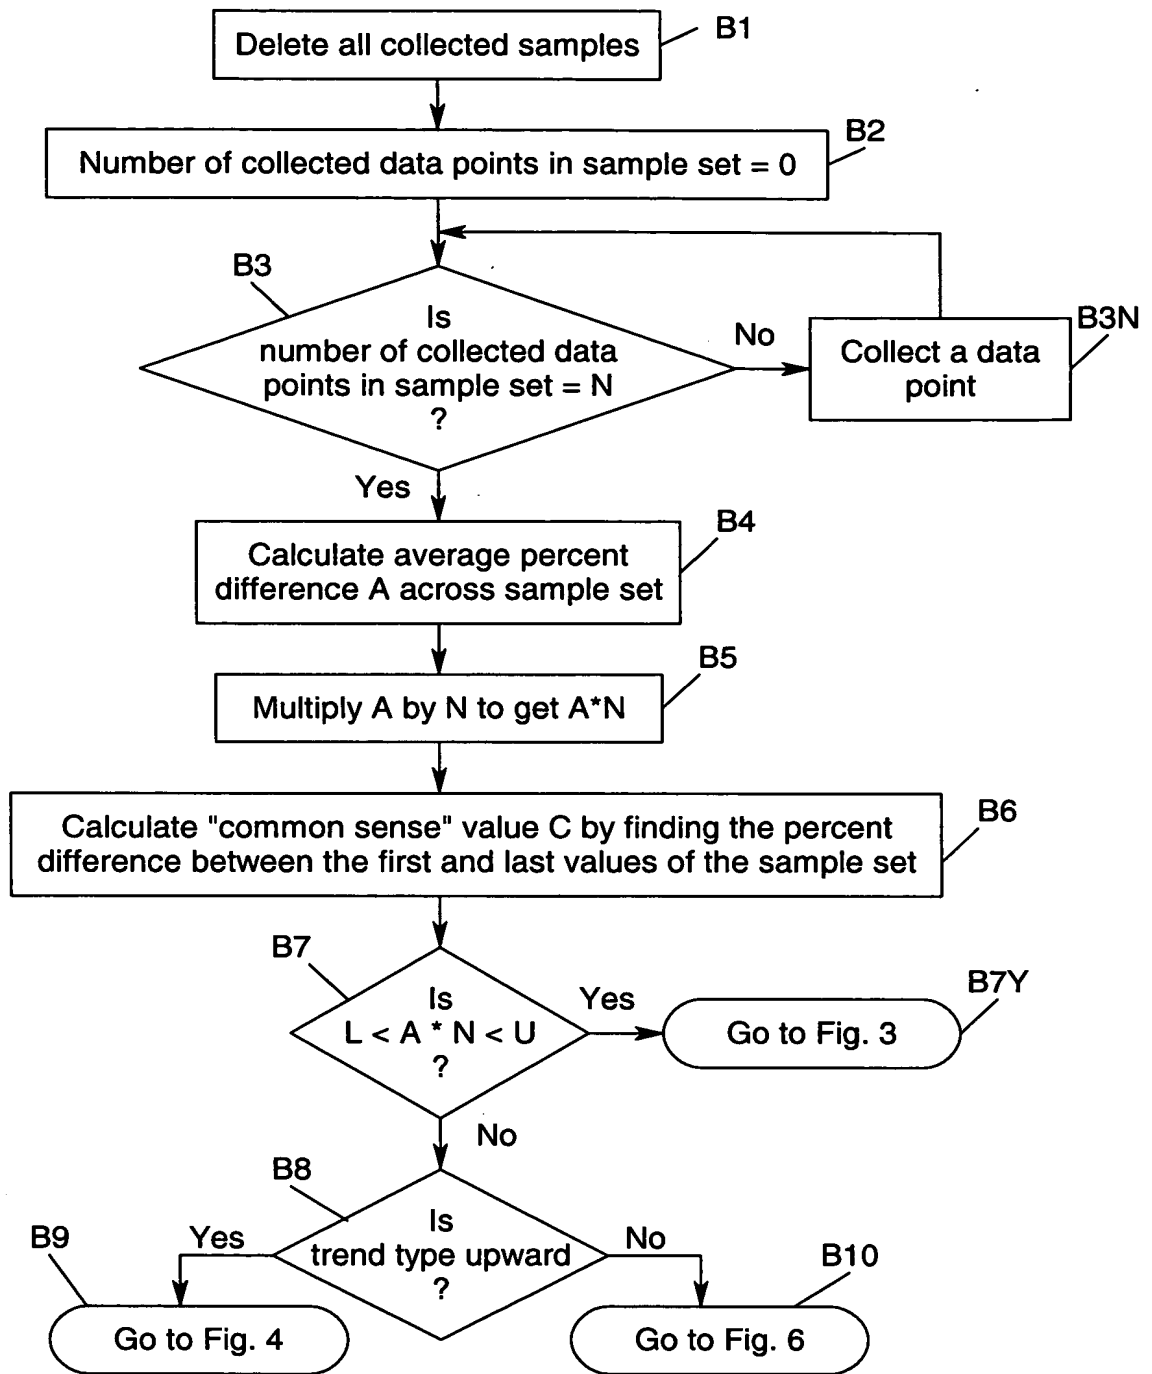 Delete all collected samples
B1
Number of collected data points in sample set = 0
B2
B3
Is
number of collected data
points in sample set = N
?
No
Collect a data
point
B3N
Yes
Calculate average percent
difference A across sample set
B4
Multiply A by N to get A*N
B5
Calculate "common sense" value C by finding the percent
difference between the first and last values of the sample set
B6
B7
Is
L < A * N < U
?
Yes
Go to Fig. 3
B7Y
No
B8
Is
trend type upward
?
Yes
B9
Go to Fig. 4
No
B10
Go to Fig. 6